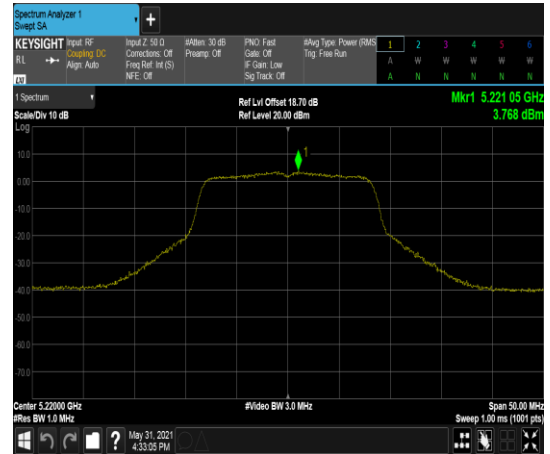 Spectrum Analyzer 1
Swept SA
+
KEYSIGHT
RL
LXI
Input: RF
Coupling: DC
Align: Auto
Input Z: 50 Ω
Corrections: Off
Freq Ref: Int (S)
NFE: Off
#Atten: 30 dB
Preamp: Off
PNO: Fast
Gate: Off
IF Gain: Low
Sig Track: Off
#Avg Type: Power (RMS
Trig: Free Run
1 2 3 4 5 6
A W W W W W
A N N N N N
1 Spectrum
Scale/Div 10 dB
Log
Ref Lvl Offset 18.70 dB
Ref Level 20.00 dBm
Mkr1 5.221 05 GHz
3.768 dBm
1
10.0
0.00
-10.0
-20.0
-30.0
-40.0
-50.0
-60.0
-70.0
Center 5.22000 GHz
#Res BW 1.0 MHz
#Video BW 3.0 MHz
Span 50.00 MHz
Sweep 1.00 ms (1001 pts)
?
May 31, 2021
4:33:05 PM